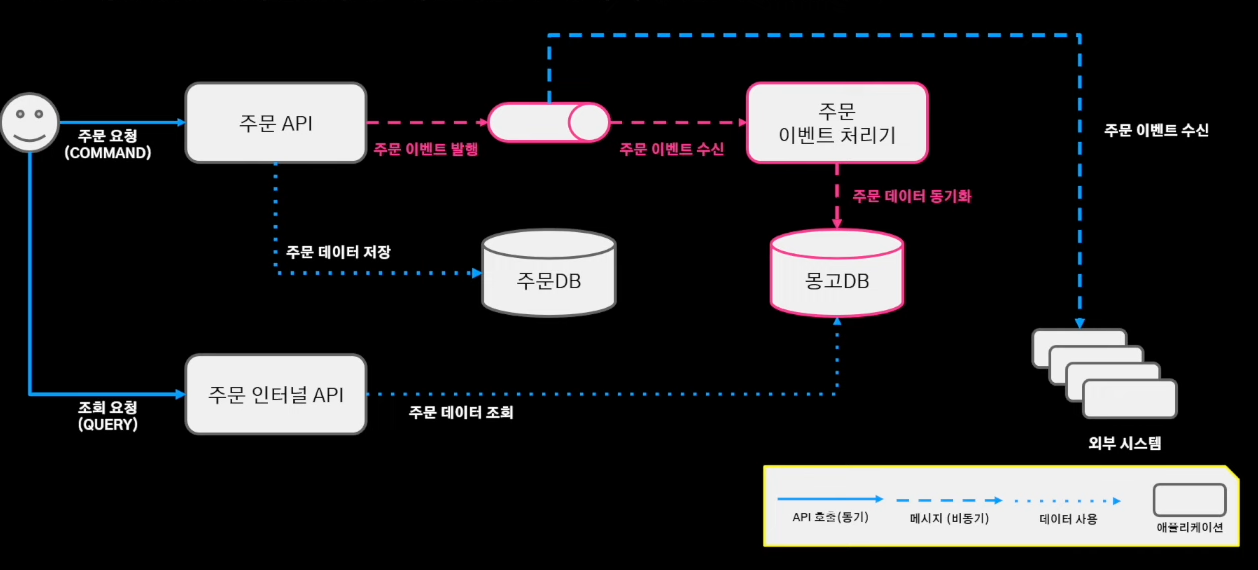 주문 요청
(COMMAND)
주문 API
주문 이벤트 발행
주문 이벤트 수신
주문
이벤트 처리기
주문 이벤트 수신
주문 데이터 동기화
주문 데이터 저장
주문DB
몽고DB
조회 요청
(QUERY)
주문 인터널 API
주문 데이터 조회
외부 시스템
API 호출(동기)
메시지 (비동기)
데이터 사용
애플리케이션